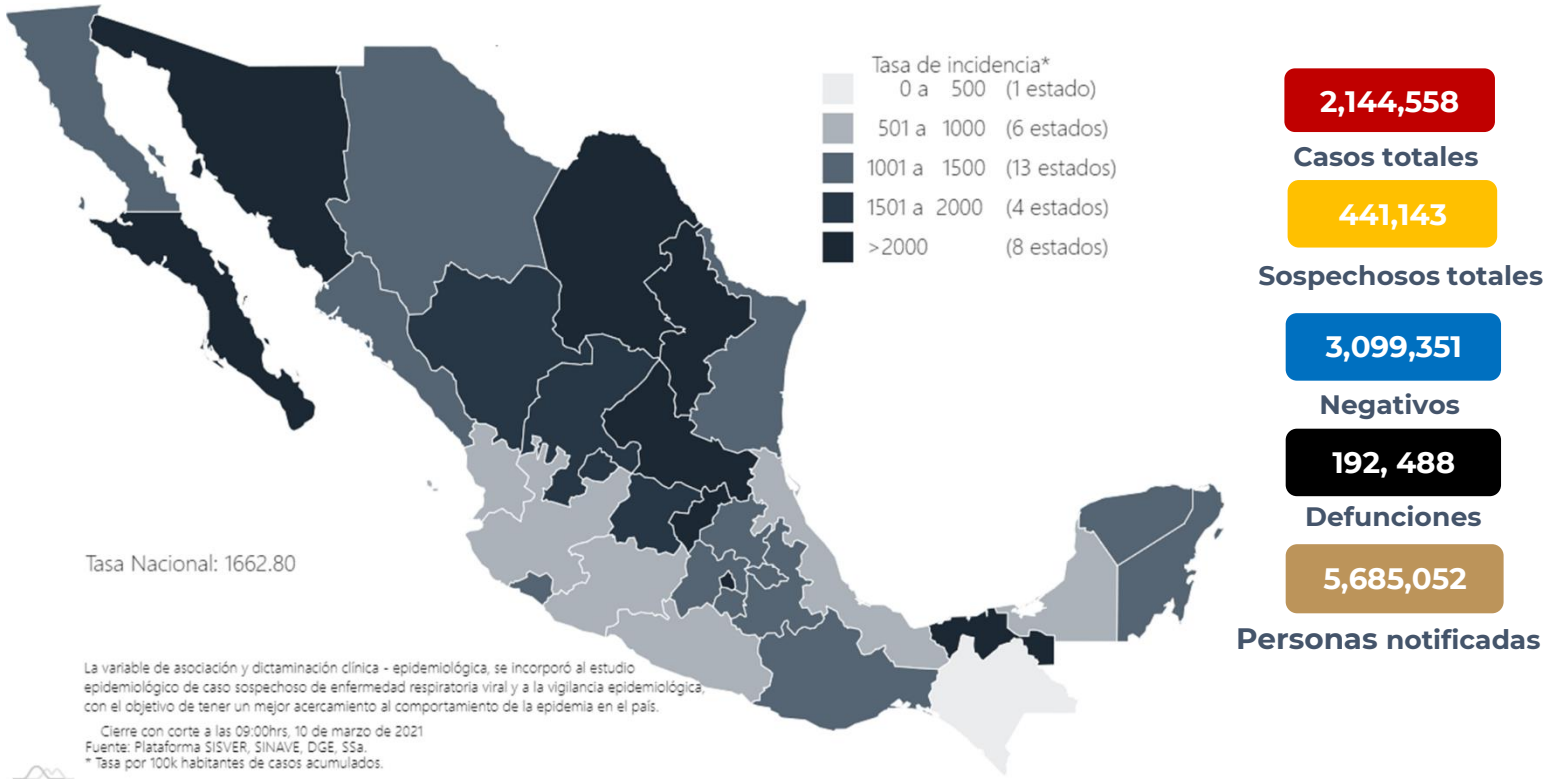 Tasa de incidencia*
0 a 500 (1 estado)
501 a 1000 (6 estados)
1001 a 1500 (13 estados)
1501 a 2000 (4 estados)
>2000 (8 estados)
2,144,558
Casos totales
441,143
Sospechosos totales
3,099,351
Negativos
192, 488
Defunciones
5,685,052
Personas notificadas
Tasa Nacional: 1662.80
La variable de asociación y dictaminación clínica - epidemiológica, se incorporó al estudio
epidemiológico de caso sospechoso de enfermedad respiratoria viral y a la vigilancia epidemiológica,
con el objetivo de tener un mejor acercamiento al comportamiento de la epidemia en el país.
Cierre con corte a las 09:00hrs, 10 de marzo de 2021
Fuente: Plataforma SISVER, SINAVE, DGE, SSa.
* Tasa por 100k habitantes de casos acumulados.